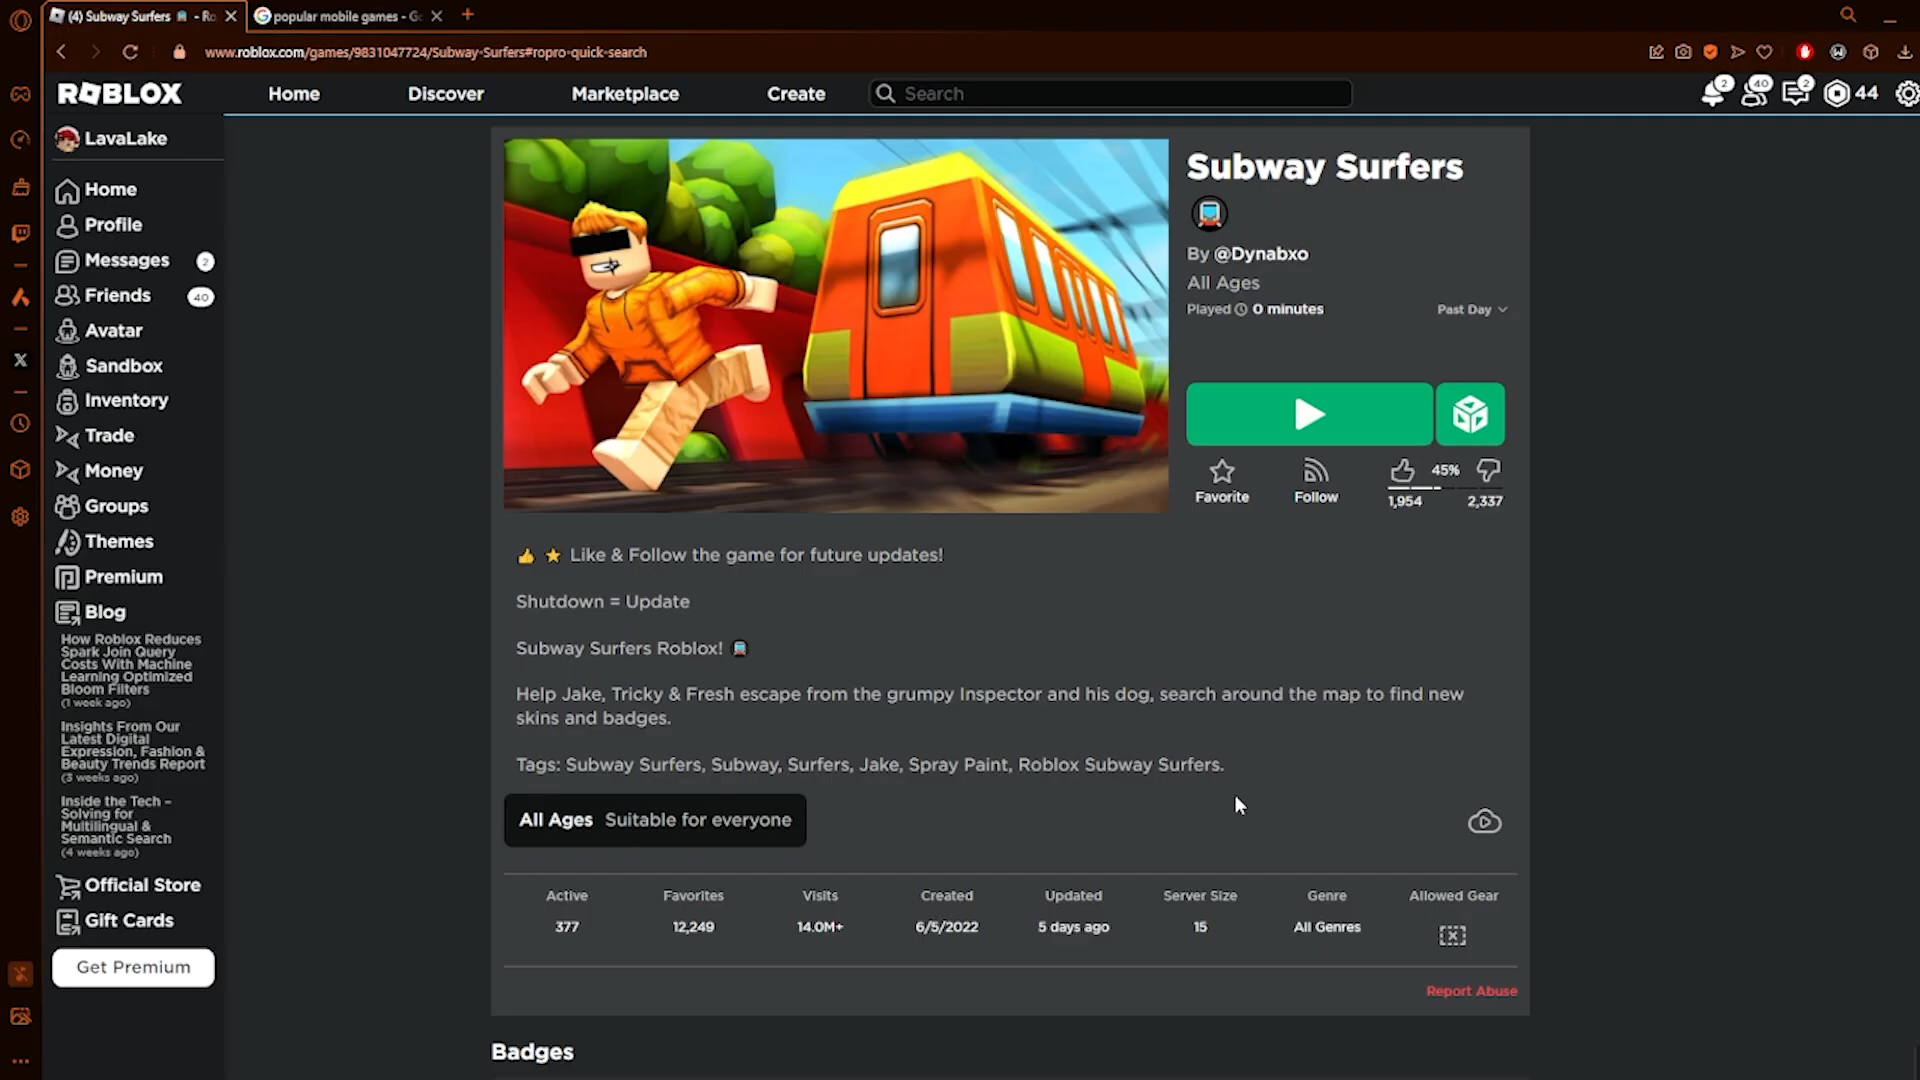 (4) Subway Surfers - Ro
popular mobile games - Go
www.roblox.com/games/9831047724/Subway-Surfers#ropro-quick-search
ROBLOX
Home
Discover
Marketplace
Create
Search
2
40
2
44
LavaLake
Home
Profile
Messages 2
Friends 40
Avatar
Sandbox
Inventory
Trade
Money
Groups
Themes
Premium
Blog
How Roblox Reduces
Spark Join Query
Costs With Machine
Learning Optimized
Bloom Filters
(1 week ago)
Insights From Our
Latest Digital
Expression, Fashion &
Beauty Trends Report
(3 weeks ago)
Inside the Tech –
Solving for
Multilingual &
Semantic Search
(4 weeks ago)
Official Store
Gift Cards
Get Premium
Subway Surfers
By @Dynabxo
All Ages
Played 0 minutes
Past Day
Favorite
Follow
45%
1,954
2,337
👍 ⭐ Like & Follow the game for future updates!
Shutdown = Update
Subway Surfers Roblox! 🚇
Help Jake, Tricky & Fresh escape from the grumpy Inspector and his dog, search around the map to find new
skins and badges.
Tags: Subway Surfers, Subway, Surfers, Jake, Spray Paint, Roblox Subway Surfers.
All Ages Suitable for everyone
Active Favorites Visits Created Updated Server Size Genre Allowed Gear
377 12,249 14.0M+ 6/5/2022 5 days ago 15 All Genres
Report Abuse
Badges